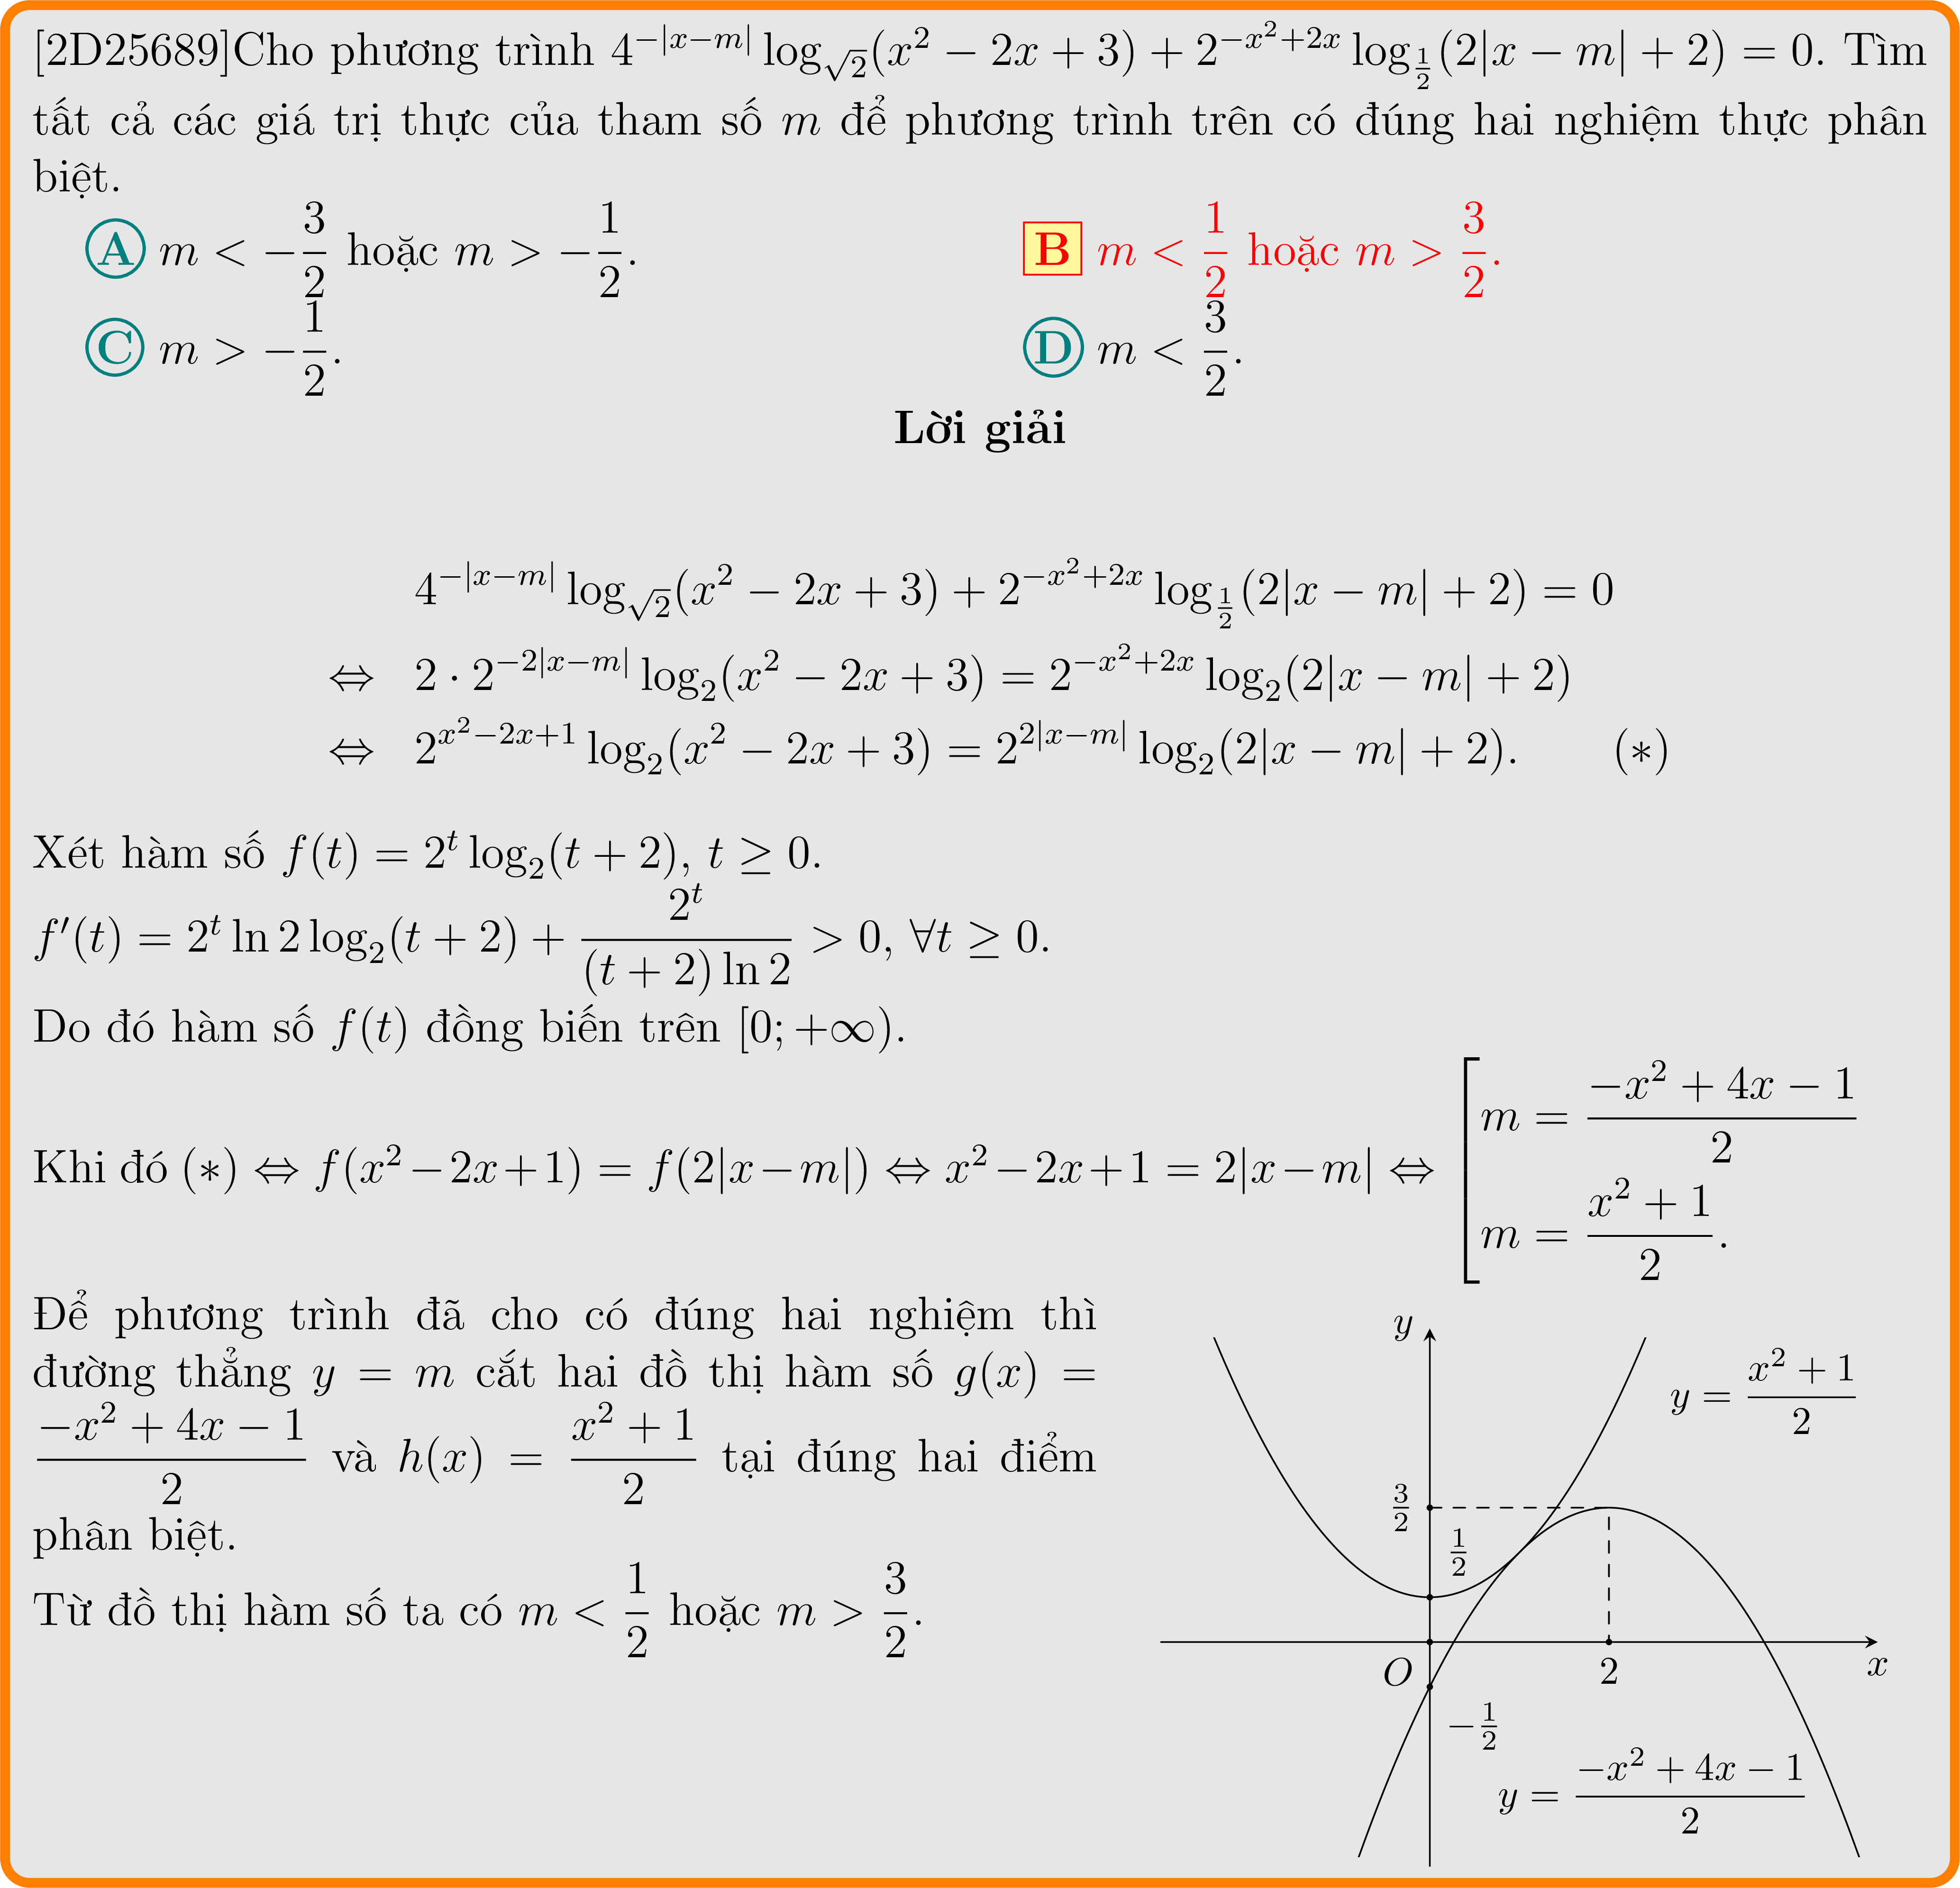 [2D25689]Cho phương trình $4^{-|x-m|}\log_{\sqrt{2}}(x^2-2x+3)+2^{-x^2+2x}\log_{\frac{1}{2}}(2|x-m|+2)=0$. Tìm
tất cả các giá trị thực của tham số $m$ để phương trình trên có đúng hai nghiệm thực phân
biệt.
A $m<-\frac{3}{2}$ hoặc $m>-\frac{1}{2}$.
B $m<\frac{1}{2}$ hoặc $m>\frac{3}{2}$.
C $m>-\frac{1}{2}$.
D $m<\frac{3}{2}$.
Lời giải
$4^{-|x-m|}\log_{\sqrt{2}}(x^2-2x+3)+2^{-x^2+2x}\log_{\frac{1}{2}}(2|x-m|+2)=0$
$\Leftrightarrow 2\cdot 2^{-2|x-m|}\log_2(x^2-2x+3)=2^{-x^2+2x}\log_2(2|x-m|+2)$
$\Leftrightarrow 2^{x^2-2x+1}\log_2(x^2-2x+3)=2^{2|x-m|}\log_2(2|x-m|+2).$ (∗)
Xét hàm số $f(t)=2^t\log_2(t+2)$, $t\geq 0$.
$f'(t)=2^t\ln 2\log_2(t+2)+\frac{2^t}{(t+2)\ln 2}>0$, $\forall t\geq 0$.
Do đó hàm số $f(t)$ đồng biến trên $[0;+\infty)$.
Khi đó (∗) $\Leftrightarrow f(x^2-2x+1)=f(2|x-m|)\Leftrightarrow x^2-2x+1=2|x-m|\Leftrightarrow \left[\begin{array}{l}m=\frac{-x^2+4x-1}{2}\\m=\frac{x^2+1}{2}.\end{array}\right.$
Để phương trình đã cho có đúng hai nghiệm thì
đường thẳng $y=m$ cắt hai đồ thị hàm số $g(x)=$
$\frac{-x^2+4x-1}{2}$ và $h(x)=\frac{x^2+1}{2}$ tại đúng hai điểm
phân biệt.
Từ đồ thị hàm số ta có $m<\frac{1}{2}$ hoặc $m>\frac{3}{2}$.
$y$
$y=\frac{x^2+1}{2}$
$\frac{3}{2}$
$\frac{1}{2}$
$O$
$2$
$x$
$-\frac{1}{2}$
$y=\frac{-x^2+4x-1}{2}$